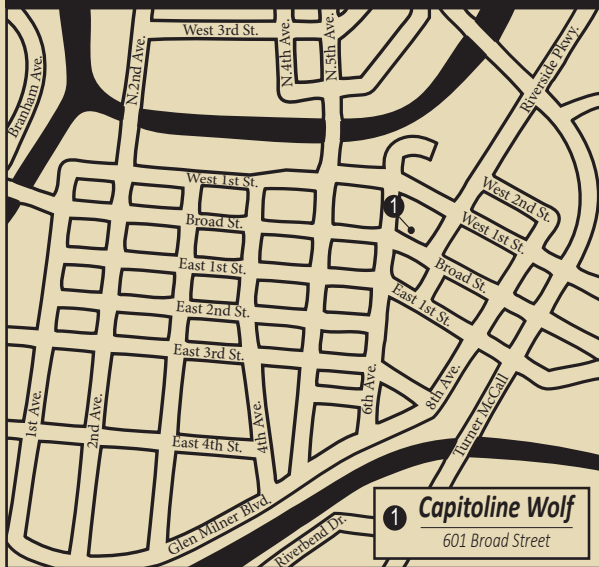 West 3rd St.
N.4th Ave.
N.5th Ave.
N.2nd Ave.
Branham Ave.
Riverside Pkwy.
West 1st St.
West 2nd St.
1
Broad St.
West 1st St.
East 1st St.
Broad St.
East 2nd St.
East 1st St.
East 3rd St.
6th Ave.
8th Ave.
1st Ave.
2nd Ave.
4th Ave.
Turner McCall
East 4th St.
Glen Milner Blvd.
Riverbend Dr.
1 Capitoline Wolf
601 Broad Street